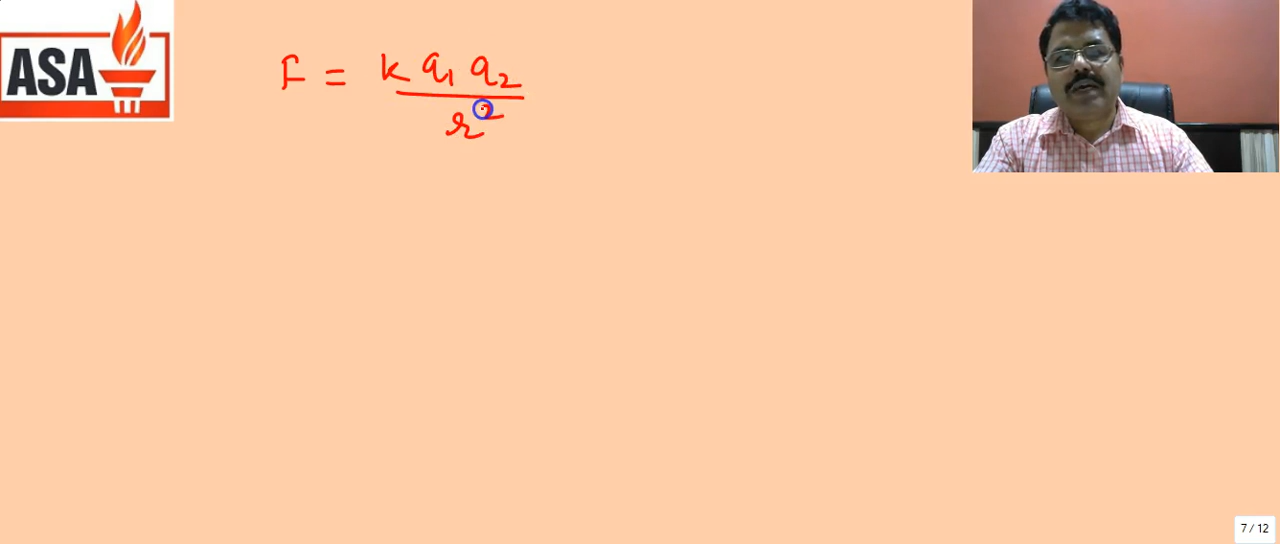 ASA
F = k q₁ q₂
r²
7 / 12